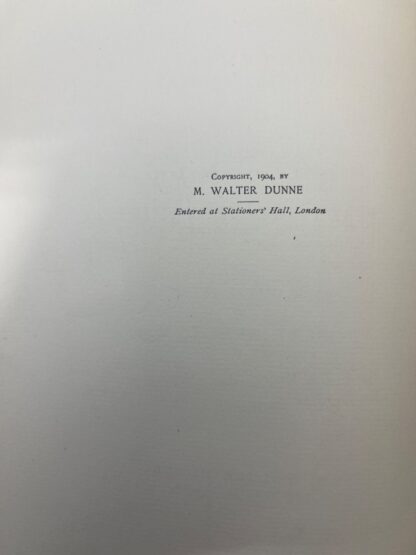 Copyright, 1904, by
M. WALTER DUNNE
Entered at Stationers' Hall, London